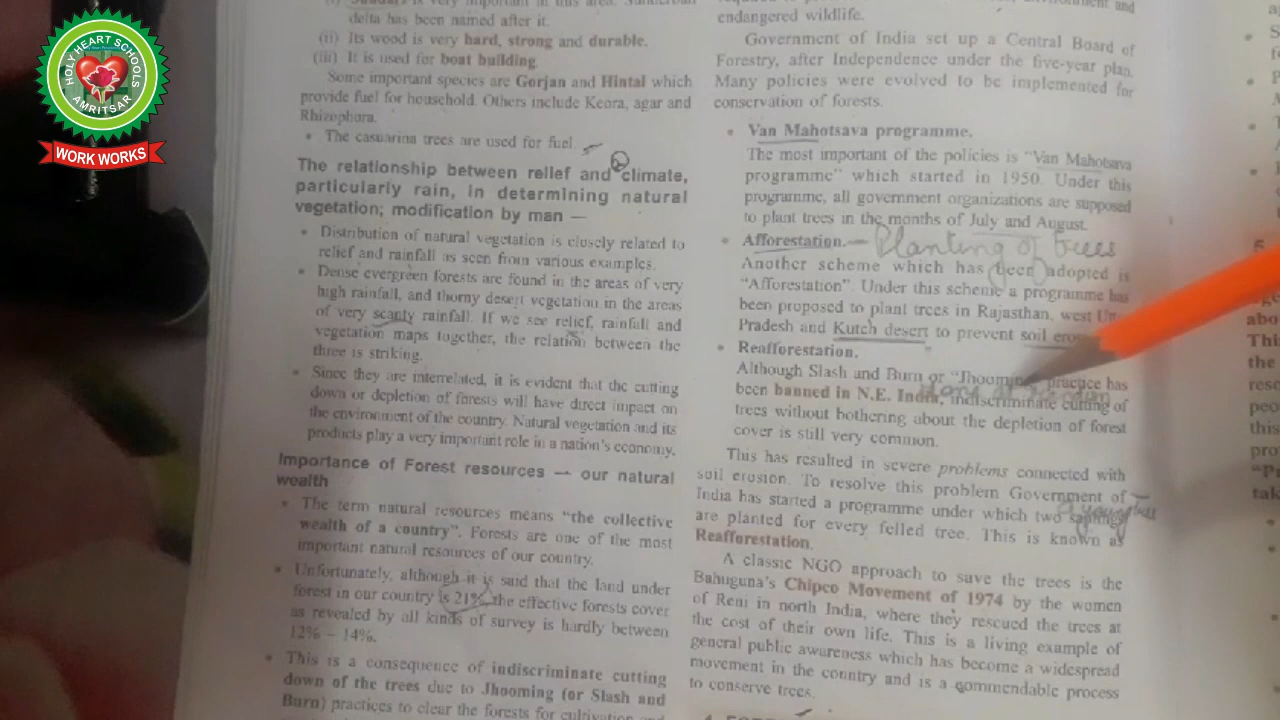 HOLY HEART SCHOOLS
AMRITSAR
WORK WORKS
is very important in this area. Sunderban
delta has been named after it.
(ii) Its wood is very hard, strong and durable.
(iii) It is used for boat building
Some important species are Gorjan and Hintal which
provide fuel for household. Others include Keora, agar and
Rhizophora.
• The casuarina trees are used for fuel.
The relationship between relief and climate,
particularly rain, in determining natural
vegetation; modification by man —
• Distribution of natural vegetation is closely related to
relief and rainfall as seen from various examples.
• Dense evergreen forests are found in the areas of very
high rainfall, and thorny desert vegetation in the areas
of very scanty rainfall. If we see relief, rainfall and
vegetation maps together, the relation between the
three is striking.
• Since they are interrelated, it is evident that the cutting
down or depletion of forests will have direct impact on
the environment of the country. Natural vegetation and its
products play a very important role in a nation's economy.
Importance of Forest resources — our natural
wealth
• The term natural resources means "the collective
wealth of a country". Forests are one of the most
important natural resources of our country.
• Unfortunately, although it is said that the land under
forest in our country is 21%, the effective forests cover
as revealed by all kinds of survey is hardly between
12% – 14%.
• This is a consequence of indiscriminate cutting
down of the trees due to Jhooming (or Slash and
Burn) practices to clear the forests for cultivation and
and
endangered wildlife.
Government of India set up a Central Board of
Forestry, after Independence under the five-year plan.
Many policies were evolved to be implemented for
conservation of forests.
• Van Mahotsava programme.
The most important of the policies is "Van Mahotsava
programme" which started in 1950. Under this
programme, all government organizations are supposed
to plant trees in the months of July and August.
• Afforestation — Planting of trees
Another scheme which has been adopted is
"Afforestation". Under this scheme a programme has
been proposed to plant trees in Rajasthan, west
Pradesh and Kutch desert to prevent soil
• Reafforestation.
Although Slash and Burn or "Jhooming practice has
been banned in N.E. India, indiscriminate cutting of
trees without bothering about the depletion of forest
cover is still very common.
This has resulted in severe problems connected with
soil erosion. To resolve this problem Government of
India has started a programme under which two saplings
are planted for every felled tree. This is known as
Reafforestation.
A classic NGO approach to save the trees is the
Bahuguna's Chipco Movement of 1974 by the women
of Reni in north India, where they rescued the trees at
the cost of their own life. This is a living example of
general public awareness which has become a widespread
movement in the country and is a commendable process
to conserve trees.